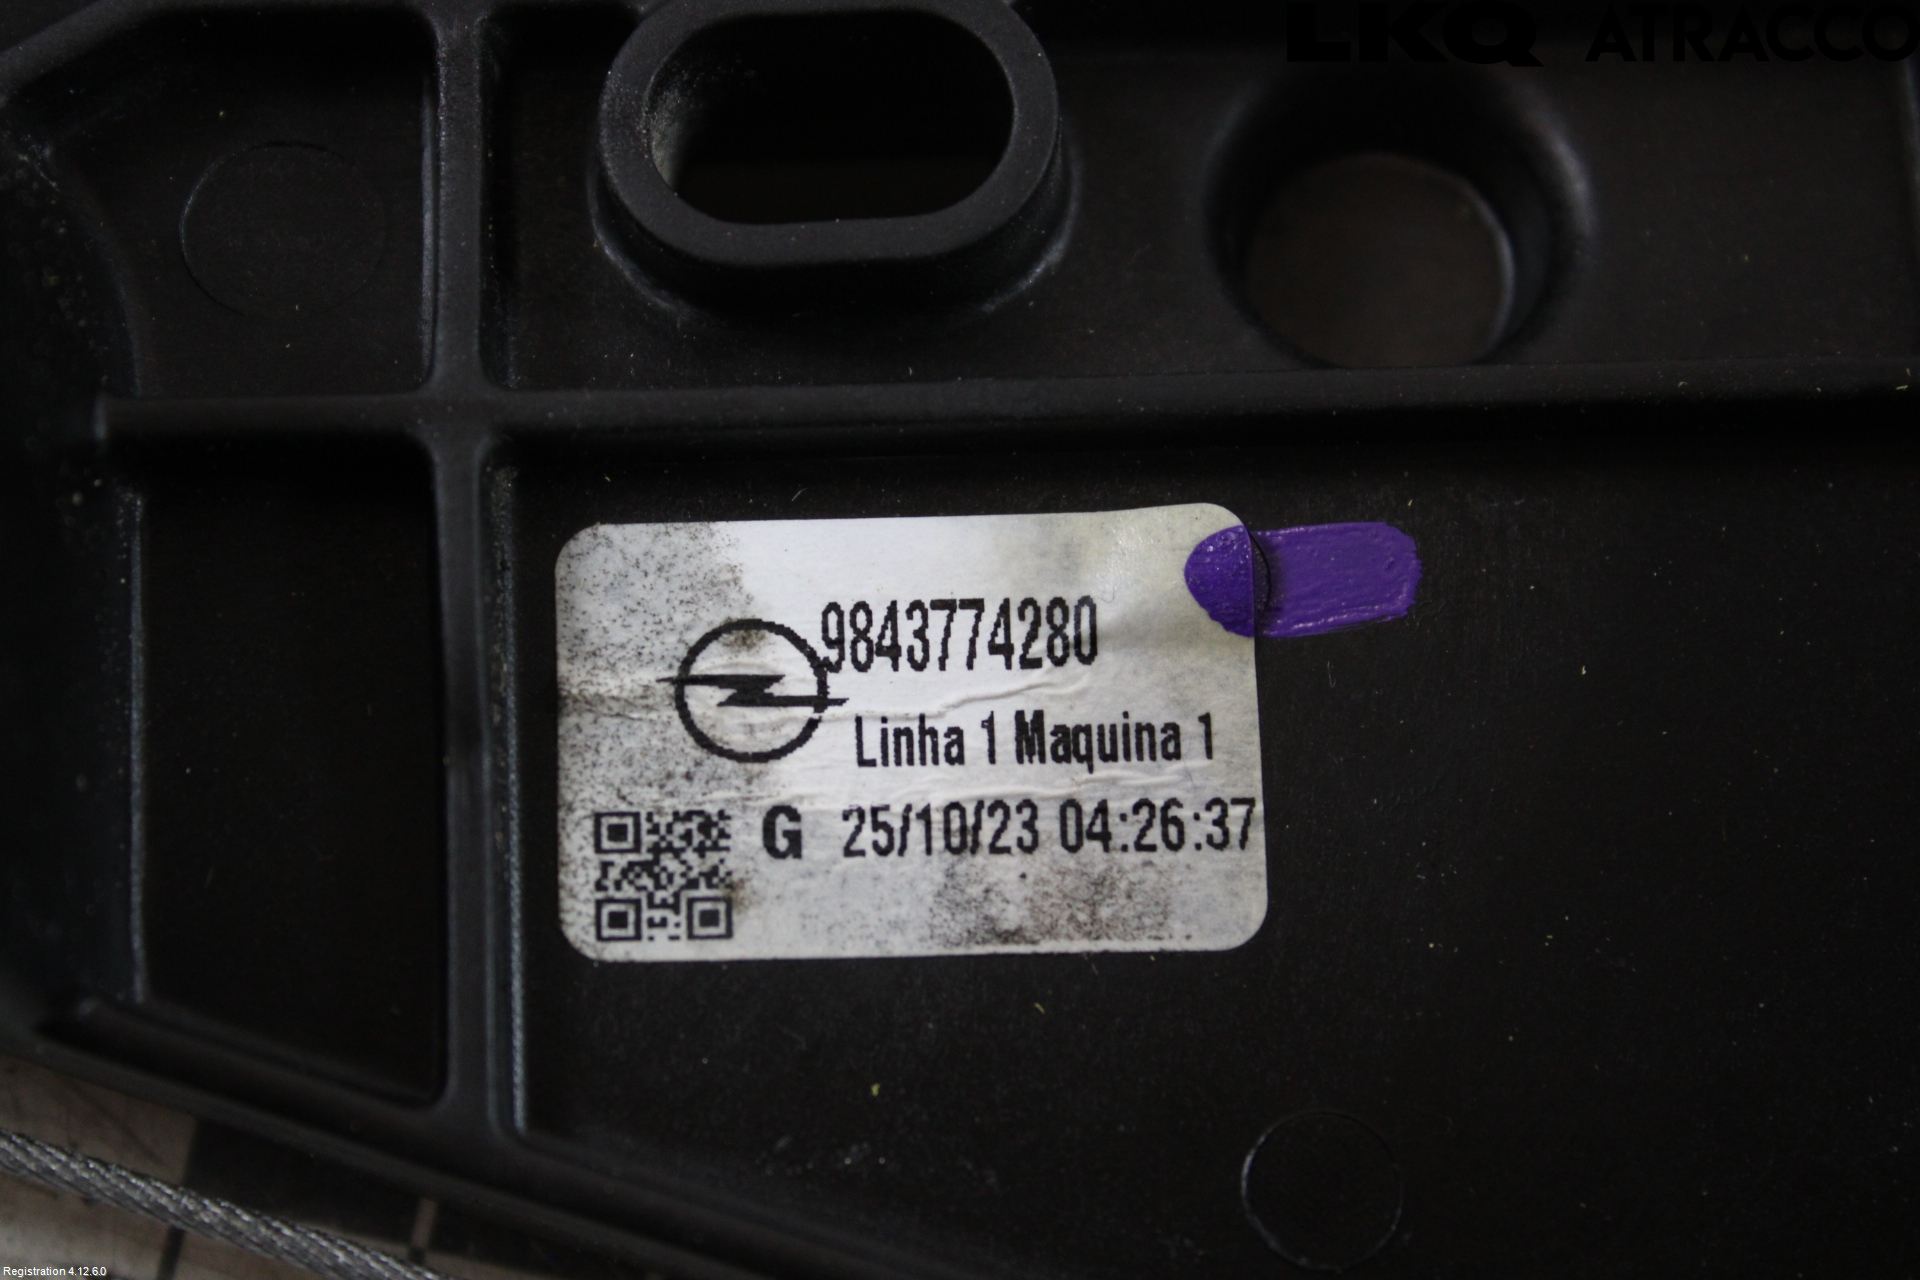 LKQ ATRACCO
9843774280
Linha 1 Maquina 1
G 25/10/23 04:26:37
Registration 4.12.6.0